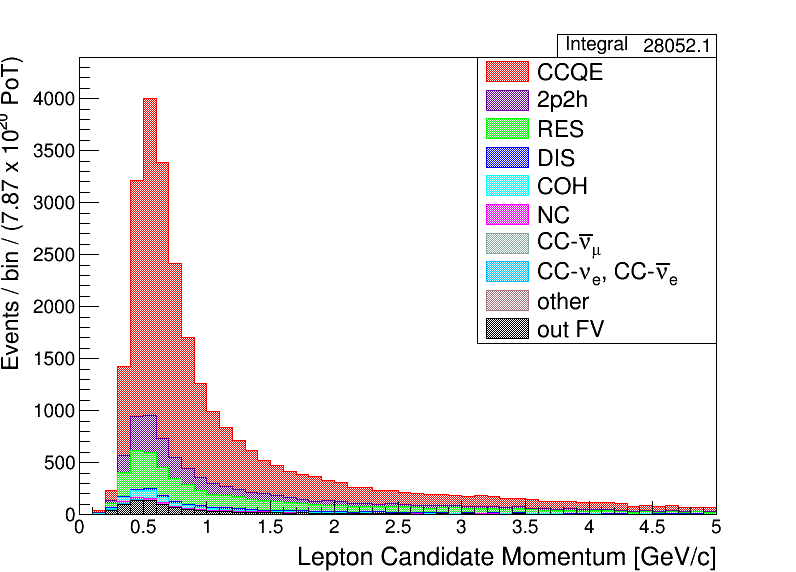 Integral 28052.1
CCQE
2p2h
RES
DIS
COH
NC
CC-ν̅μ
CC-νe, CC-ν̅e
other
out FV
Events / bin / (7.87 x 10²⁰ PoT)
4000
3500
3000
2500
2000
1500
1000
500
0
0 0.5 1 1.5 2 2.5 3 3.5 4 4.5 5
Lepton Candidate Momentum [GeV/c]